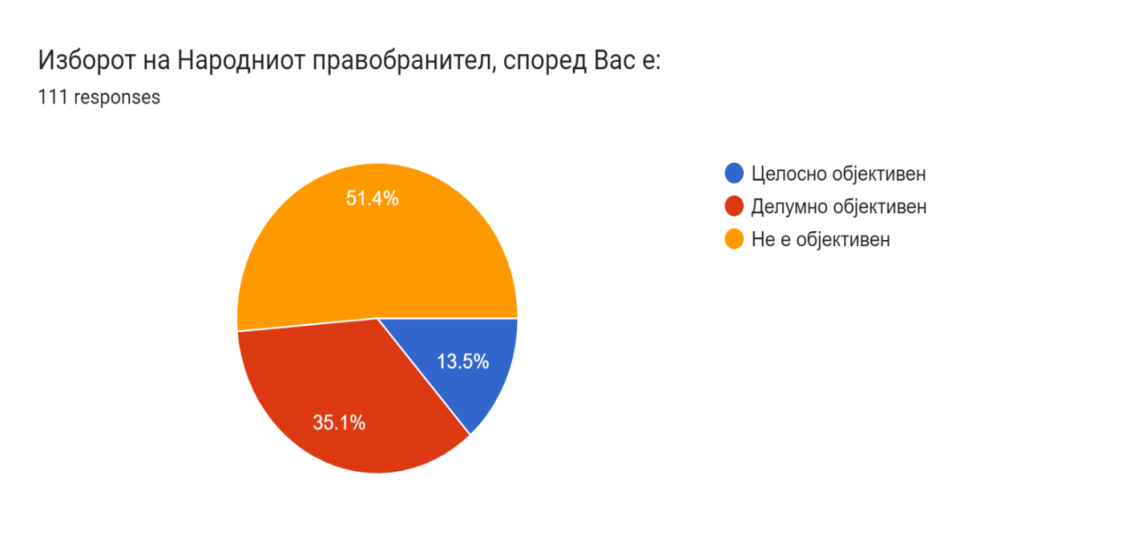 Изборот на Народниот правобранител, според Вас е:
111 responses
51.4%
13.5%
35.1%
Целосно објективен
Делумно објективен
Не е објективен